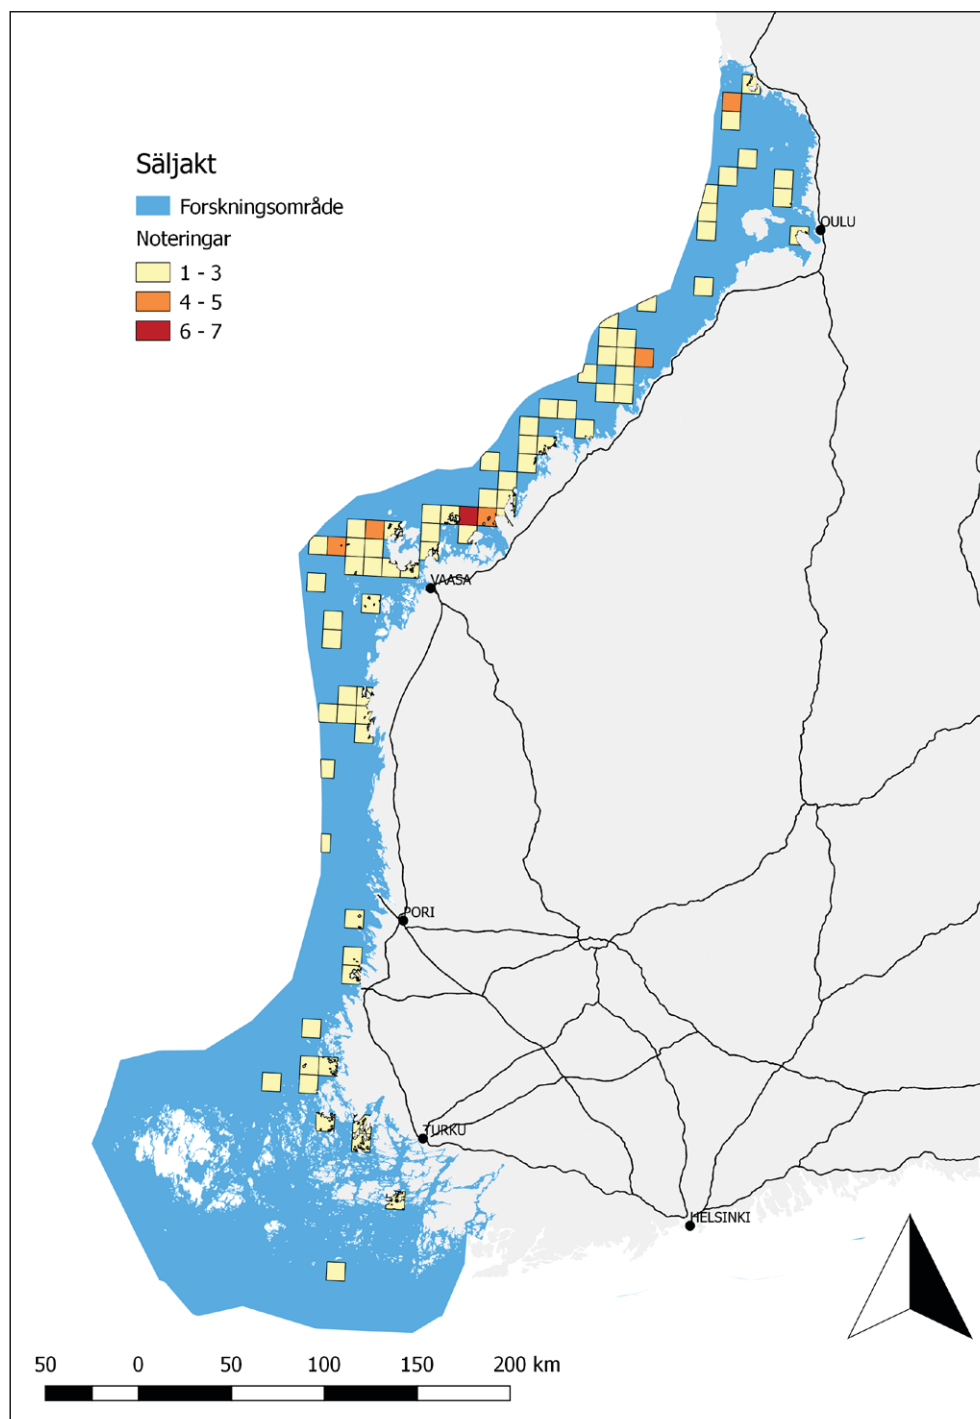 Säljakt
Forskningsområde
Noteringar
1 - 3
4 - 5
6 - 7
OULU
VAASA
PORI
TURKU
HELSINKI
50 0 50 100 150 200 km